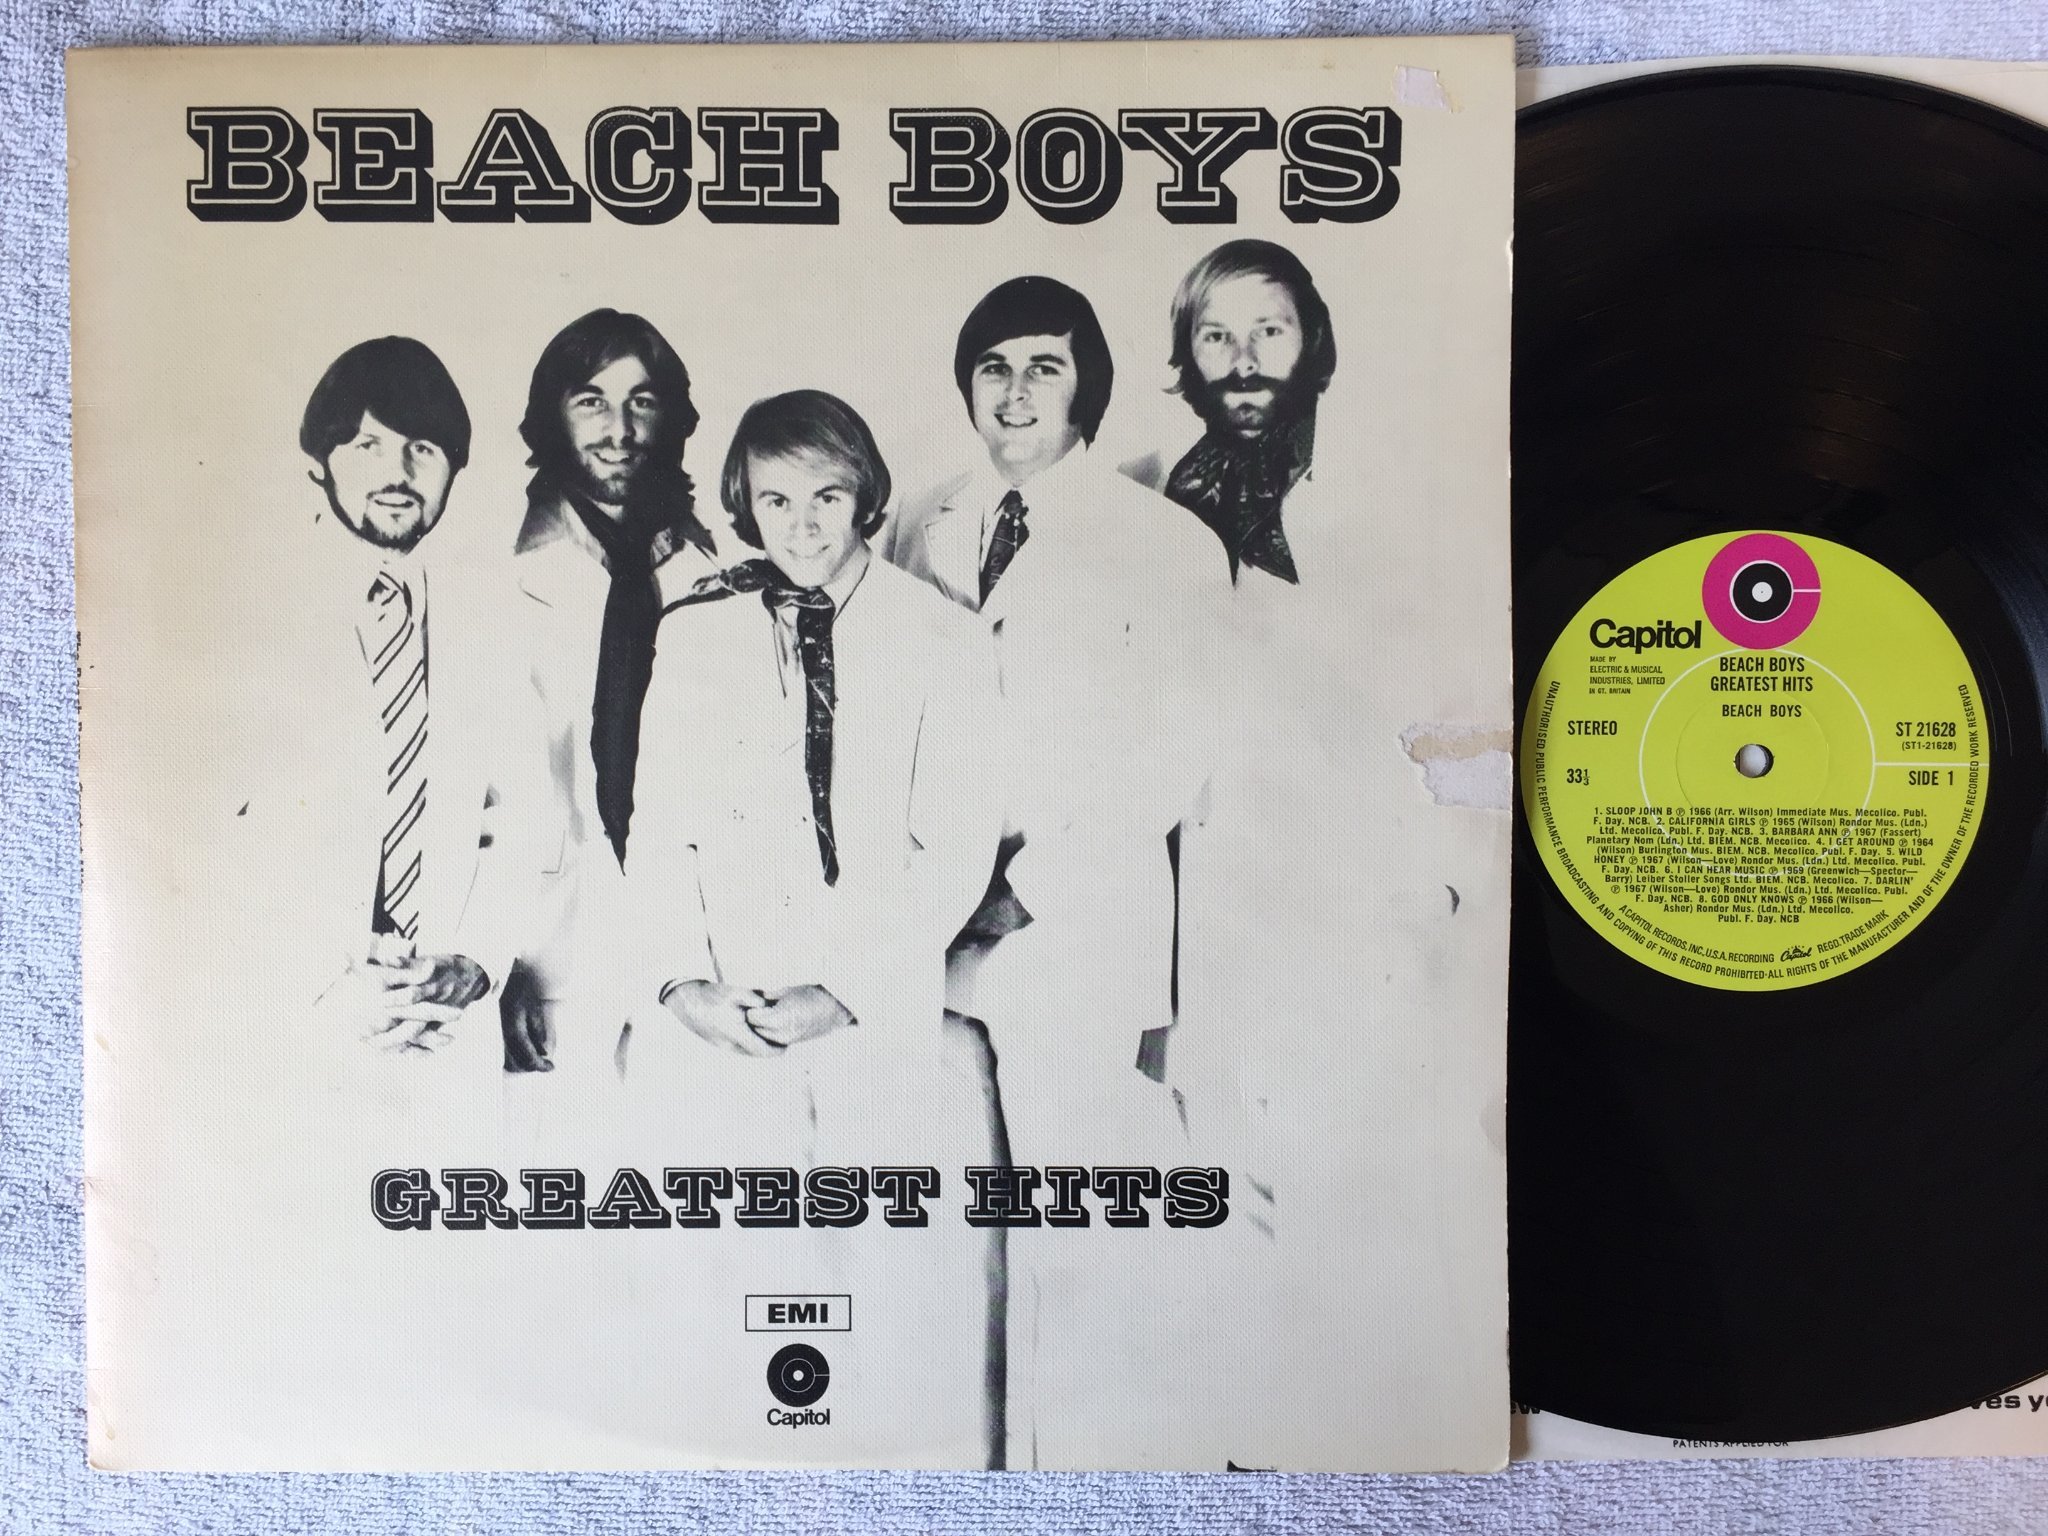 BEACH BOYS
GREATEST HITS
EMI
Capitol
Capitol
MADE BY
ELECTRIC & MUSICAL
INDUSTRIES, LIMITED
IN GT. BRITAIN
BEACH BOYS
GREATEST HITS
BEACH BOYS
STEREO
33⅓
ST 21628
(ST1-21628)
SIDE 1
1. SLOOP JOHN B ℗ 1966 (Arr. Wilson) Immediate Mus. Mecolico. Publ.
F. Day. NCB. 2. CALIFORNIA GIRLS ℗ 1965 (Wilson) Rondor Mus. (Ldn.)
Ltd. Mecolico. Publ. F. Day. NCB. 3. BARBARA ANN ℗ 1967 (Fassert)
Planetary Nom (Ldn.) Ltd. BIEM. NCB. Mecolico. 4. I GET AROUND ℗ 1964
(Wilson) Burlington Mus. BIEM. NCB. Mecolico. Publ. F. Day. 5. WILD
HONEY ℗ 1967 (Wilson—Love) Rondor Mus. (Ldn.) Ltd. Mecolico. Publ.
F. Day. NCB. 6. I CAN HEAR MUSIC ℗ 1969 (Greenwich—Spector—
Barry) Leiber Stoller Songs Ltd. BIEM. NCB. Mecolico. 7. DARLIN'
℗ 1967 (Wilson—Love) Rondor Mus. (Ldn.) Ltd. Mecolico. Publ.
F. Day. NCB. 8. GOD ONLY KNOWS ℗ 1966 (Wilson—
Asher) Rondor Mus. (Ldn.) Ltd. Mecolico.
Publ. F. Day. NCB
A CAPITOL RECORDS, INC., U.S.A. RECORDING Capitol REGD. TRADE MARK
UNAUTHORISED PUBLIC PERFORMANCE BROADCASTING AND COPYING OF THIS RECORD PROHIBITED-ALL RIGHTS OF THE MANUFACTURER AND OF THE OWNER OF THE RECORDED WORK RESERVED
PATENTS APPLIED FOR